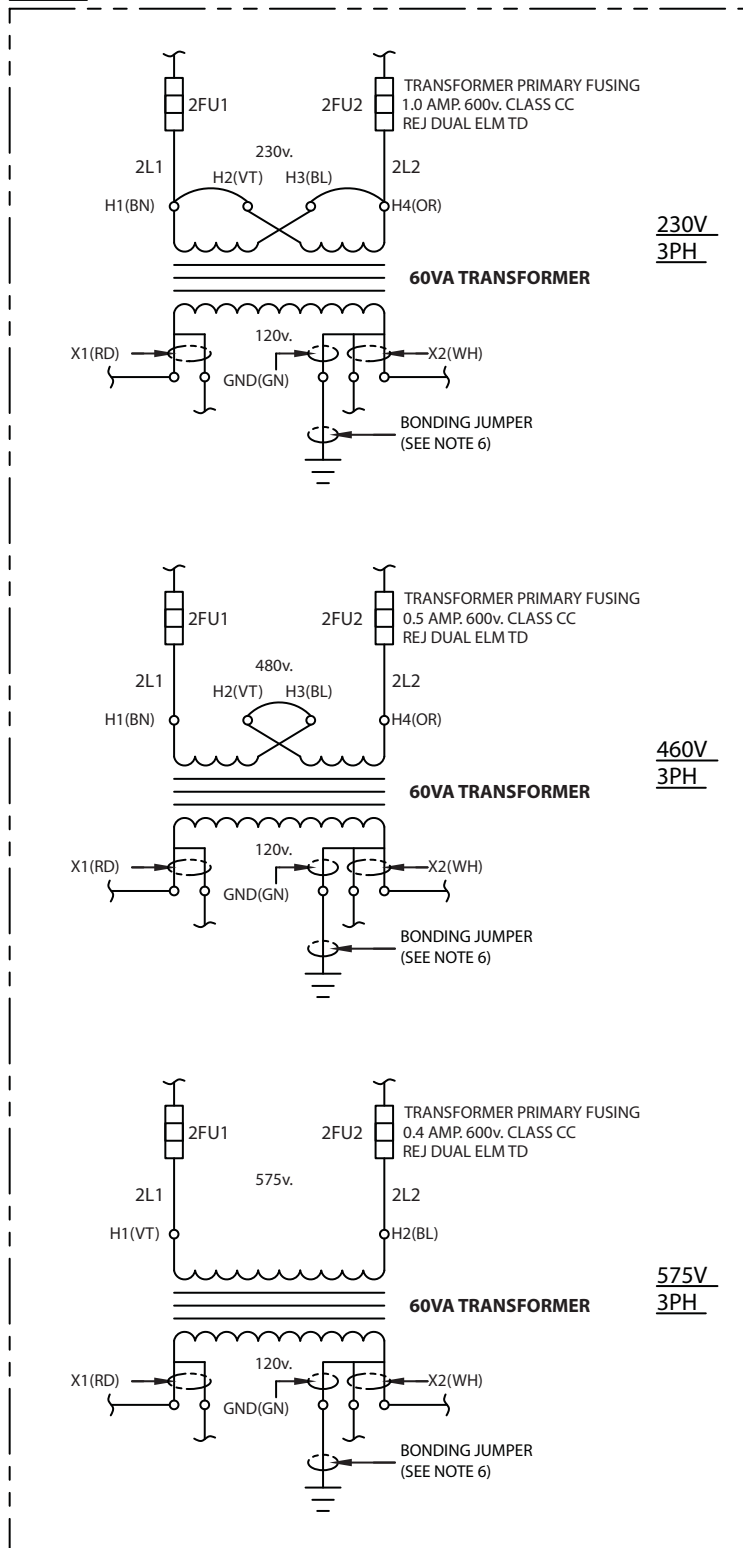 2FU1
2FU2
TRANSFORMER PRIMARY FUSING
1.0 AMP. 600v. CLASS CC
REJ DUAL ELM TD
230v.
2L1
2L2
H2(VT)
H3(BL)
H1(BN)
H4(OR)
230V
3PH
60VA TRANSFORMER
120v.
X1(RD)
X2(WH)
GND(GN)
BONDING JUMPER
(SEE NOTE 6)
2FU1
2FU2
TRANSFORMER PRIMARY FUSING
0.5 AMP. 600v. CLASS CC
REJ DUAL ELM TD
480v.
2L1
2L2
H2(VT)
H3(BL)
H1(BN)
H4(OR)
460V
3PH
60VA TRANSFORMER
120v.
X1(RD)
X2(WH)
GND(GN)
BONDING JUMPER
(SEE NOTE 6)
2FU1
2FU2
TRANSFORMER PRIMARY FUSING
0.4 AMP. 600v. CLASS CC
REJ DUAL ELM TD
575v.
2L1
2L2
H1(VT)
H2(BL)
575V
3PH
60VA TRANSFORMER
120v.
X1(RD)
X2(WH)
GND(GN)
BONDING JUMPER
(SEE NOTE 6)